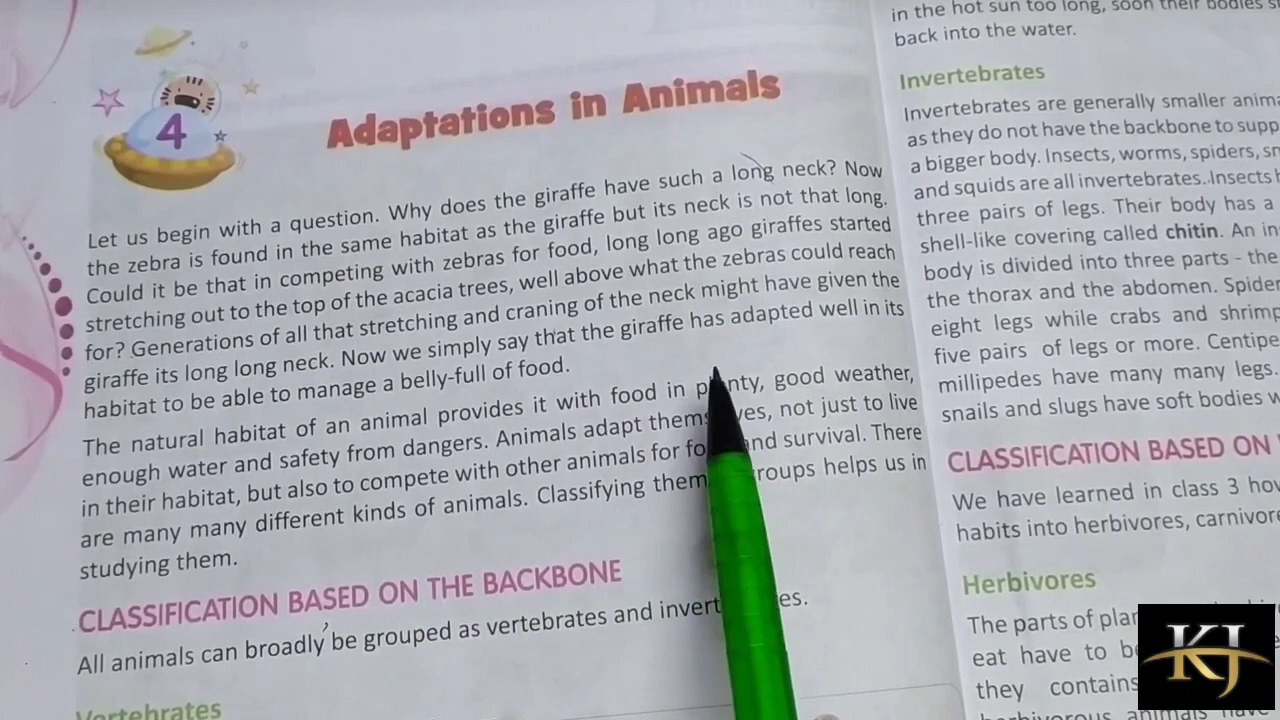 4
Adaptations in Animals
Let us begin with a question. Why does the giraffe have such a long neck? Now
the zebra is found in the same habitat as the giraffe but its neck is not that long.
Could it be that in competing with zebras for food, long long ago giraffes started
stretching out to the top of the acacia trees, well above what the zebras could reach
for? Generations of all that stretching and craning of the neck might have given the
giraffe its long long neck. Now we simply say that the giraffe has adapted well in its
habitat to be able to manage a belly-full of food.
The natural habitat of an animal provides it with food in plenty, good weather,
enough water and safety from dangers. Animals adapt themselves, not just to live
in their habitat, but also to compete with other animals for food and survival. There
are many many different kinds of animals. Classifying them groups helps us in
studying them.
CLASSIFICATION BASED ON THE BACKBONE
All animals can broadly be grouped as vertebrates and invertebrates.
Vertebrates
in the hot sun too long, soon their bodies
back into the water.
Invertebrates
Invertebrates are generally smaller
as they do not have the backbone to
a bigger body. Insects, worms, spiders,
and squids are all invertebrates. Insects
three pairs of legs. Their body has a
shell-like covering called chitin. An
body is divided into three parts - the
the thorax and the abdomen.
eight legs while crabs and
five pairs of legs or more.
millipedes have many many legs.
snails and slugs have soft bodies
CLASSIFICATION BASED ON
We have learned in class 3
habits into herbivores,
Herbivores
The parts of
eat have to
they contains
herbivorous animals have
KJ